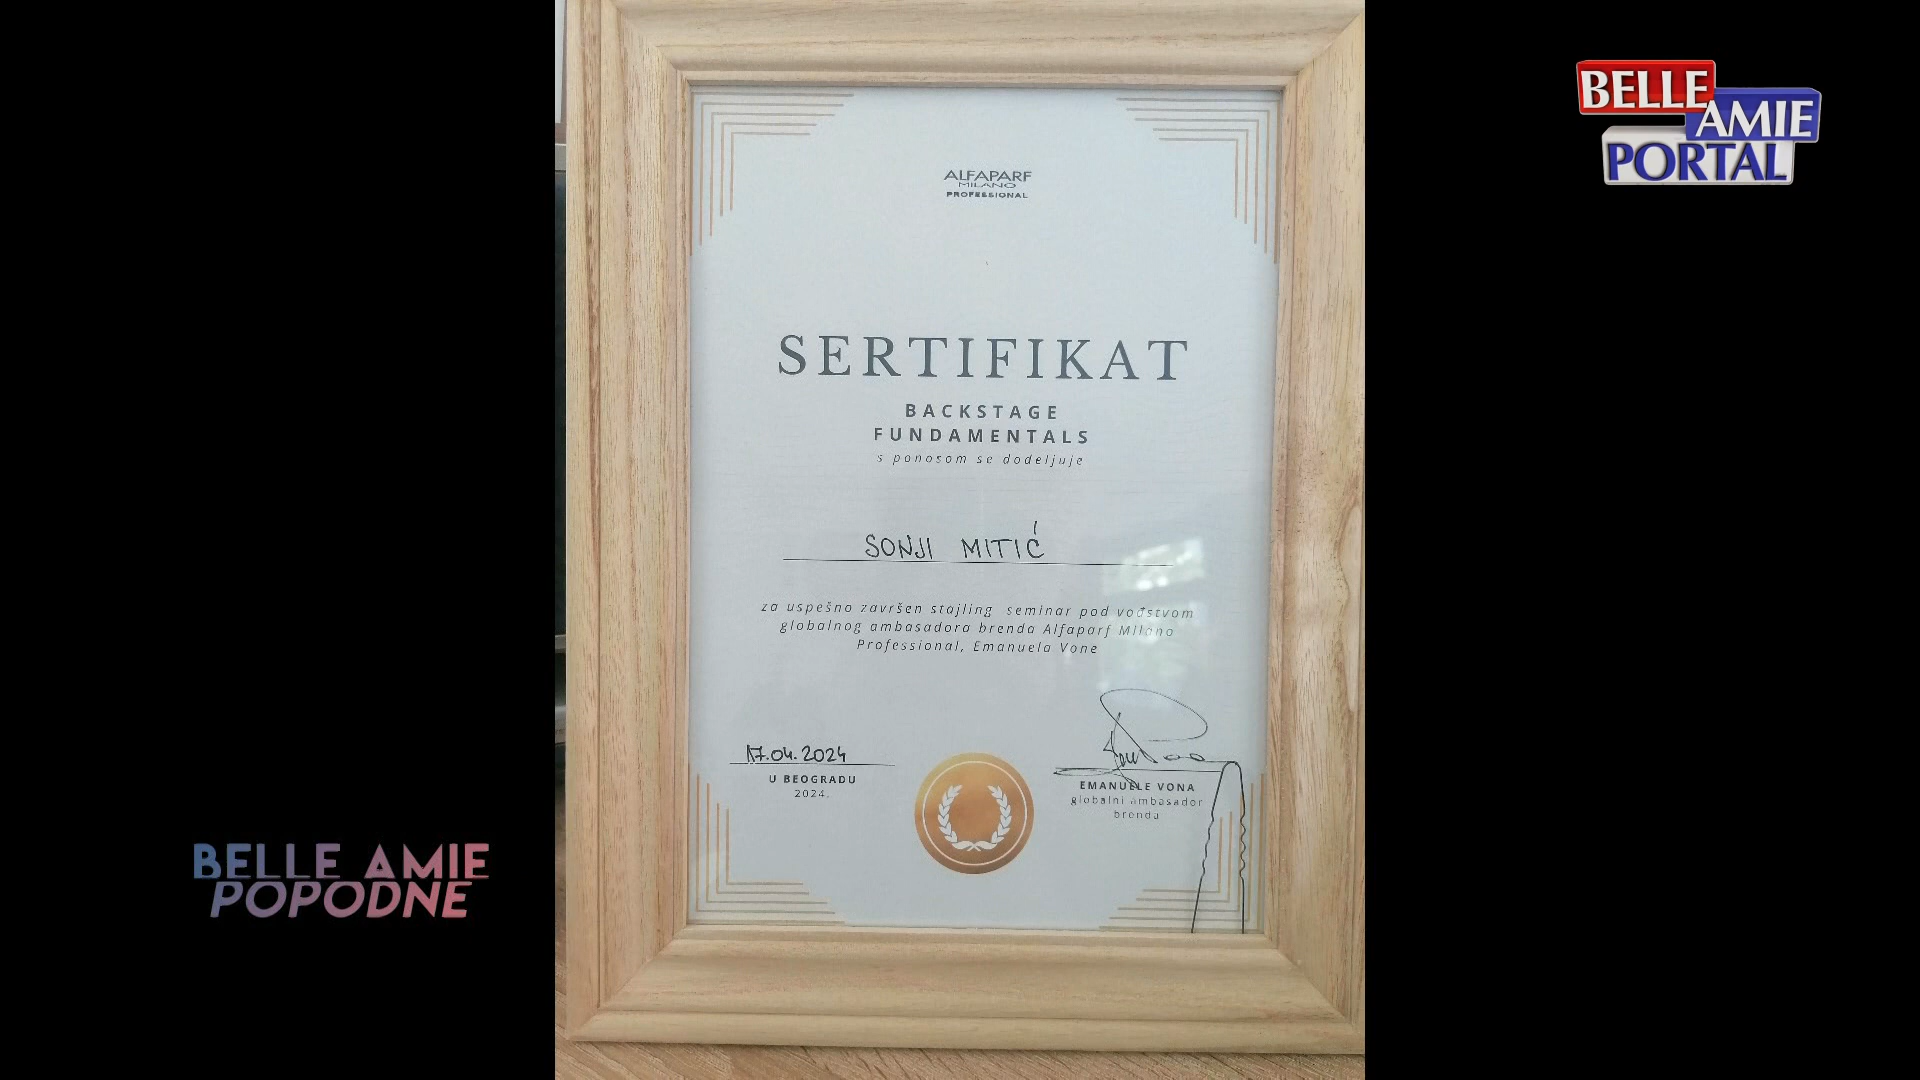 BELLE
AMIE
PORTAL
ALFAPARF
MILANO
PROFESSIONAL
SERTIFIKAT
BACKSTAGE
FUNDAMENTALS
s ponosom se dodeljuje
SONJI MITIĆ
za uspešno završen stajling seminar pod vođstvom
globalnog ambasadora brenda Alfaparf Milano
Professional, Emanuela Vone
17.04.2024
U BEOGRADU
2024.
EMANUELE VONA
globalni ambasador
brenda
BELLE AMIE
POPODNE